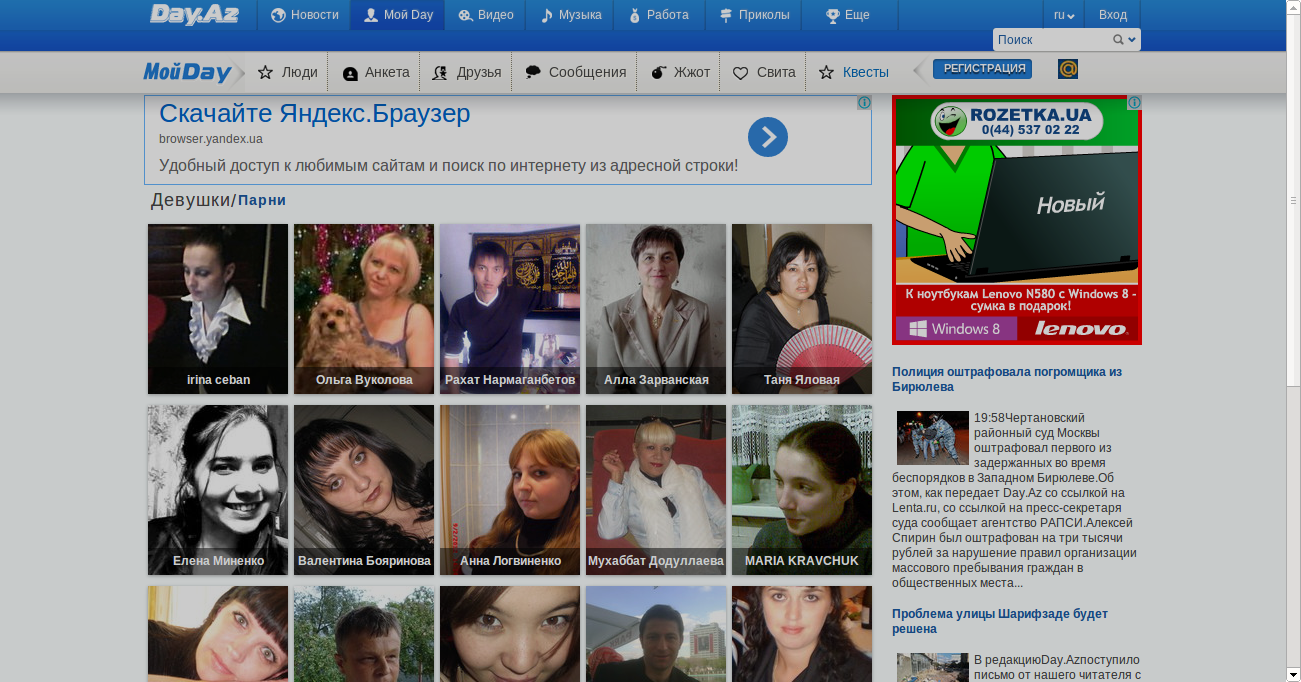 Day.Az
Новости
Мой Day
Видео
Музыка
Работа
Приколы
Еще
ru
Вход
Поиск
МойDay
Люди
Анкета
Друзья
Сообщения
Жжот
Свита
Квесты
РЕГИСТРАЦИЯ
@
Скачайте Яндекс.Браузер
browser.yandex.ua
Удобный доступ к любимым сайтам и поиск по интернету из адресной строки!
Девушки/Парни
irina ceban
Ольга Вуколова
Рахат Нармаганбетов
Алла Зарванская
Таня Яловая
Елена Миненко
Валентина Бояринова
Анна Логвиненко
Мухаббат Додуллаева
MARIA KRAVCHUK
ROZETKA.UA
0(44) 537 02 22
Новый
К ноутбукам Lenovo N580 с Windows 8 -
сумка в подарок!
Windows 8
lenovo
Полиция оштрафовала погромщика из
Бирюлева
19:58Чертановский
районный суд Москвы
оштрафовал первого из
задержанных во время
беспорядков в Западном Бирюлеве.Об
этом, как передает Day.Az со ссылкой на
Lenta.ru, со ссылкой на пресс-секретаря
суда сообщает агентство РАПСИ.Алексей
Спирин был оштрафован на три тысячи
рублей за нарушение правил организации
массового пребывания граждан в
общественных места...
Проблема улицы Шарифзаде будет
решена
В редакциюDay.Azпоступило
письмо от нашего читателя с